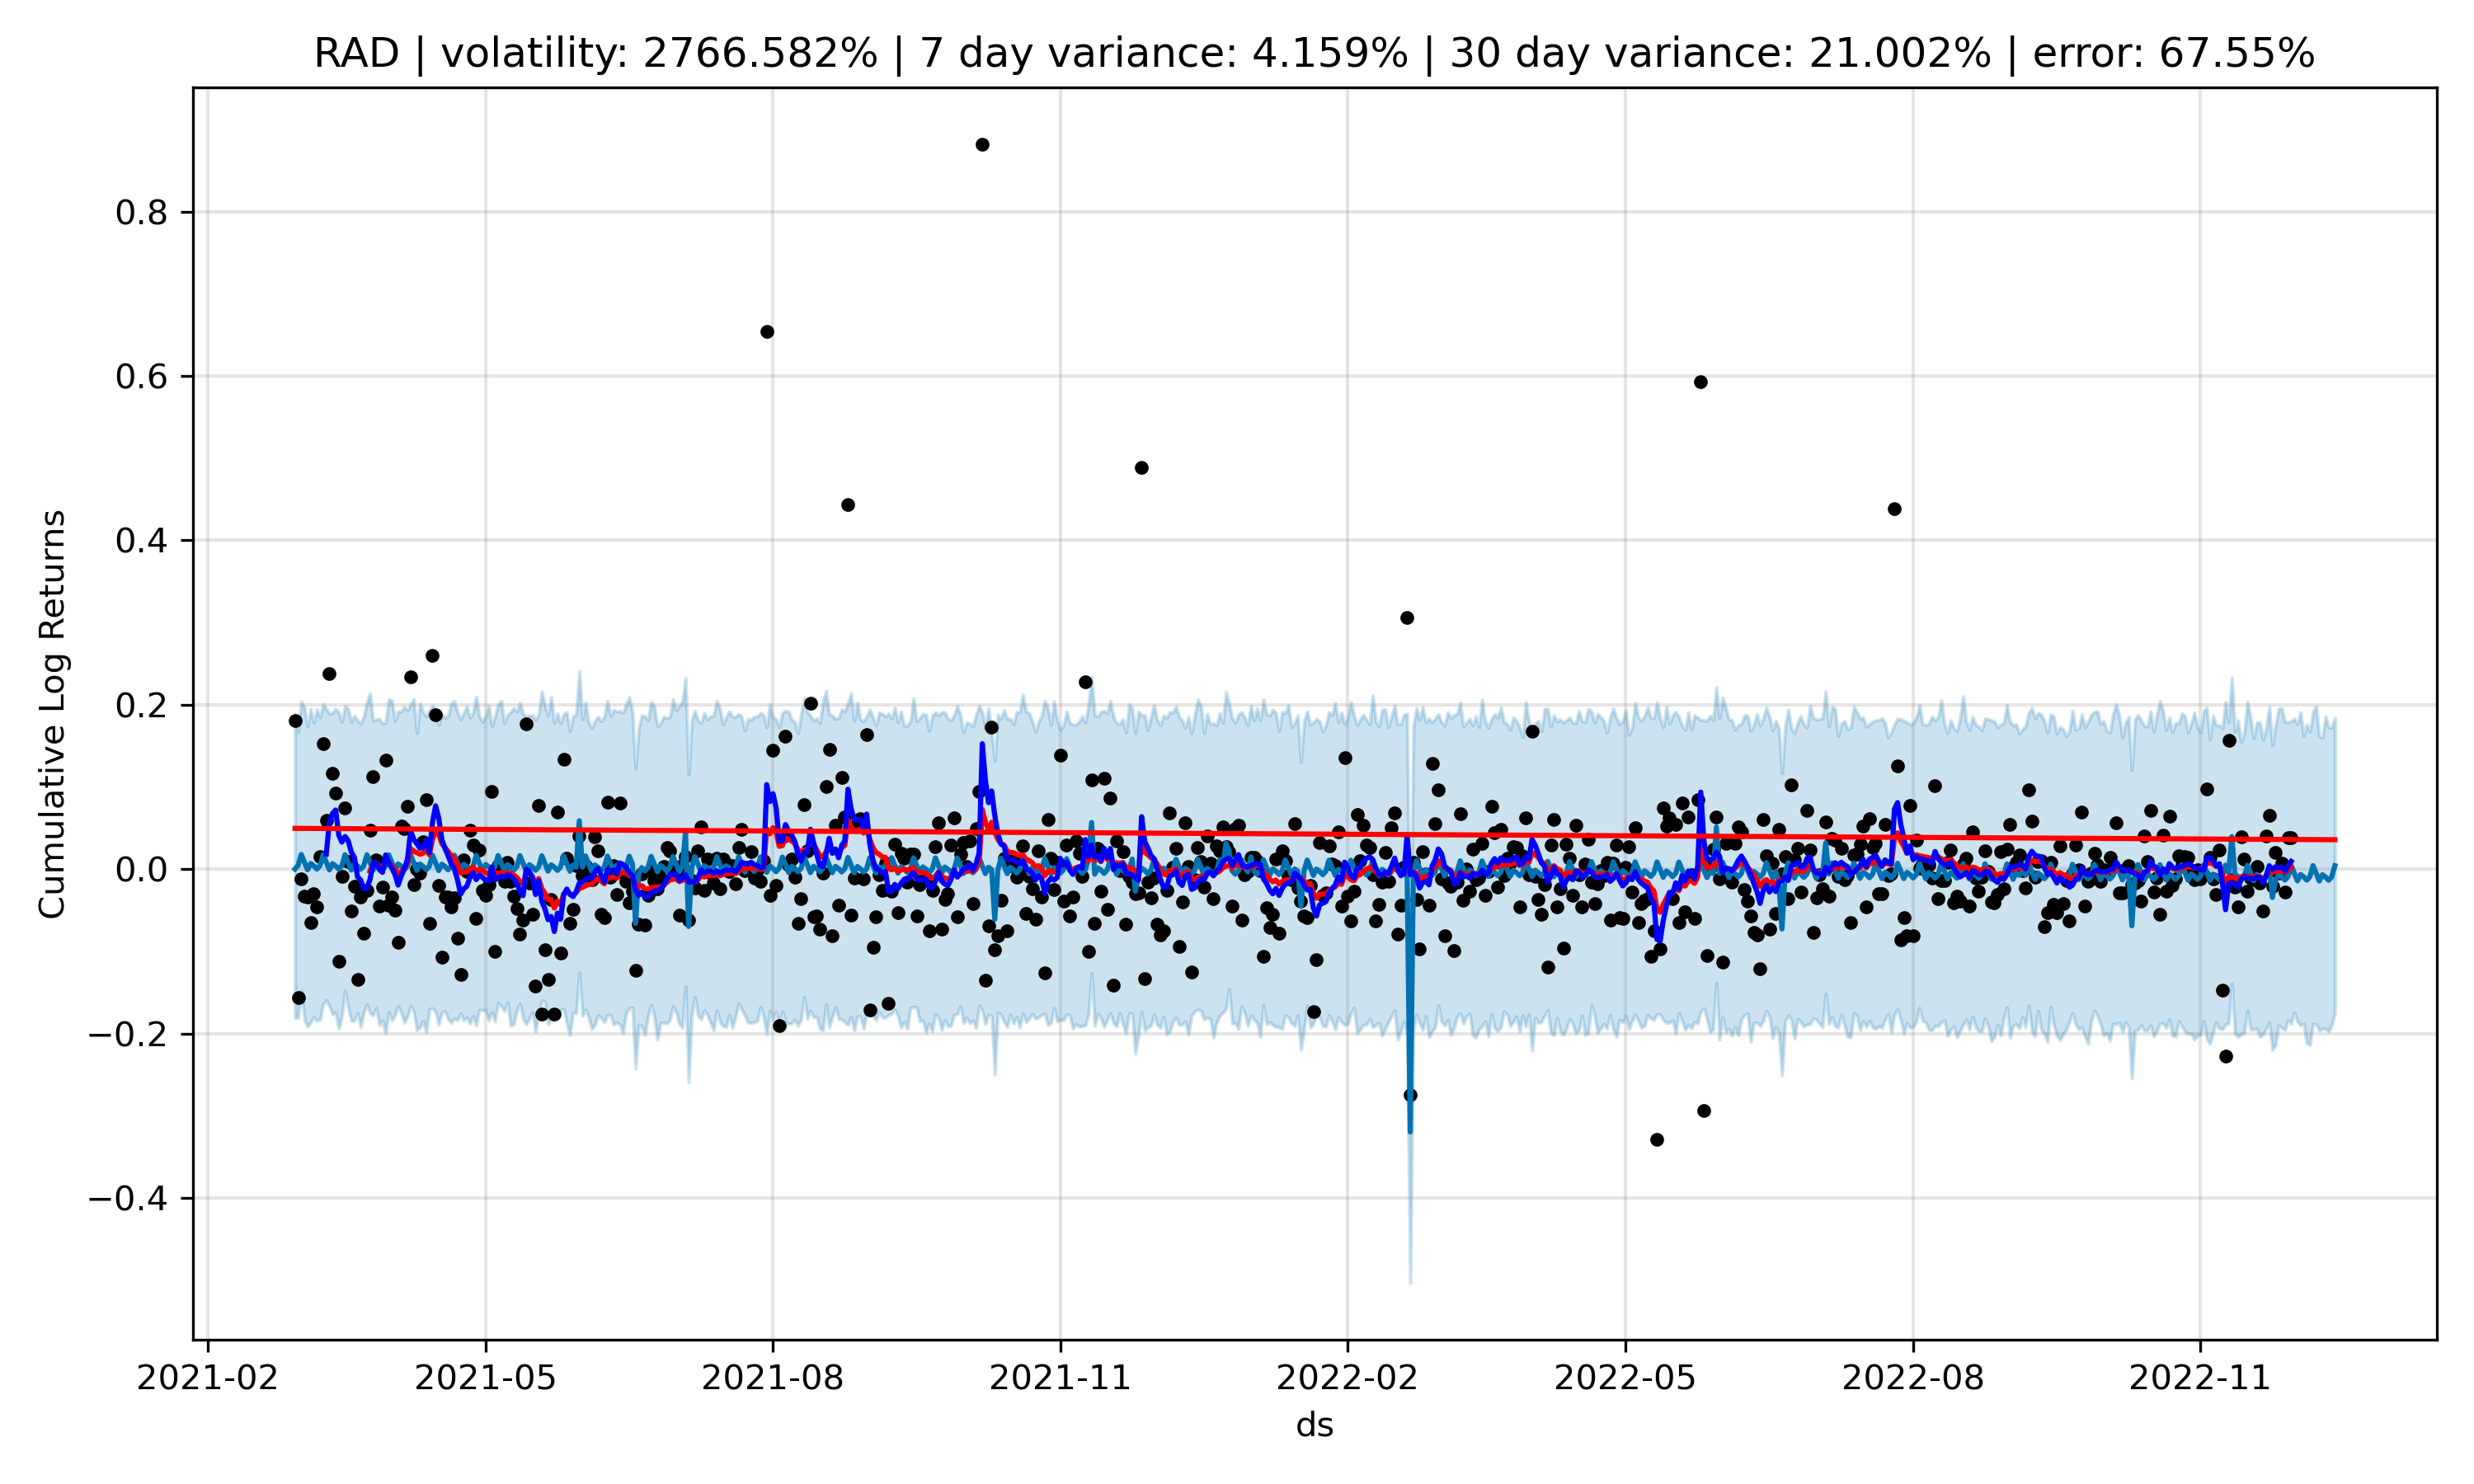 RAD | volatility: 2766.582% | 7 day variance: 4.159% | 30 day variance: 21.002% | error: 67.55%
Cumulative Log Returns
0.8
0.6
0.4
0.2
0.0
−0.2
−0.4
2021-02 2021-05 2021-08 2021-11 2022-02 2022-05 2022-08 2022-11
ds